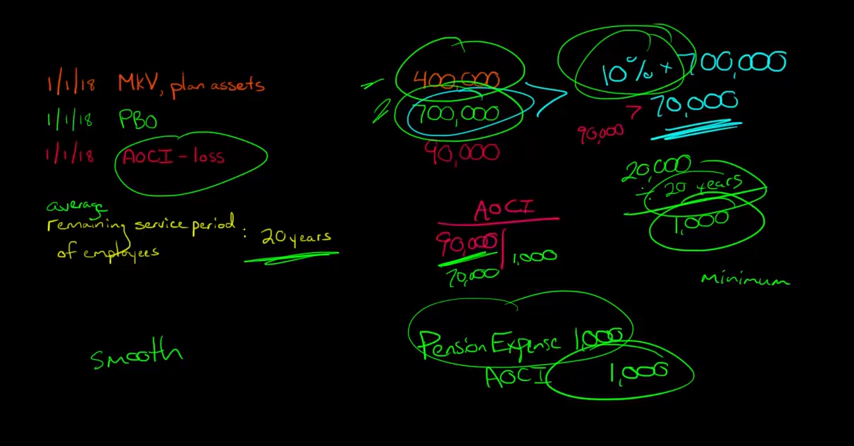 1/1/18 MKV, plan assets 400,000
1/1/18 PBO 700,000
1/1/18 AOCI - loss 90,000
10% * 700,000
70,000
90,000 >
20,000
÷ 20 years
1,000
minimum
average
Remaining service period : 20 years
of employees
AOCI
90,000
70,000 1,000
smooth
Pension Expense 1,000
AOCI 1,000